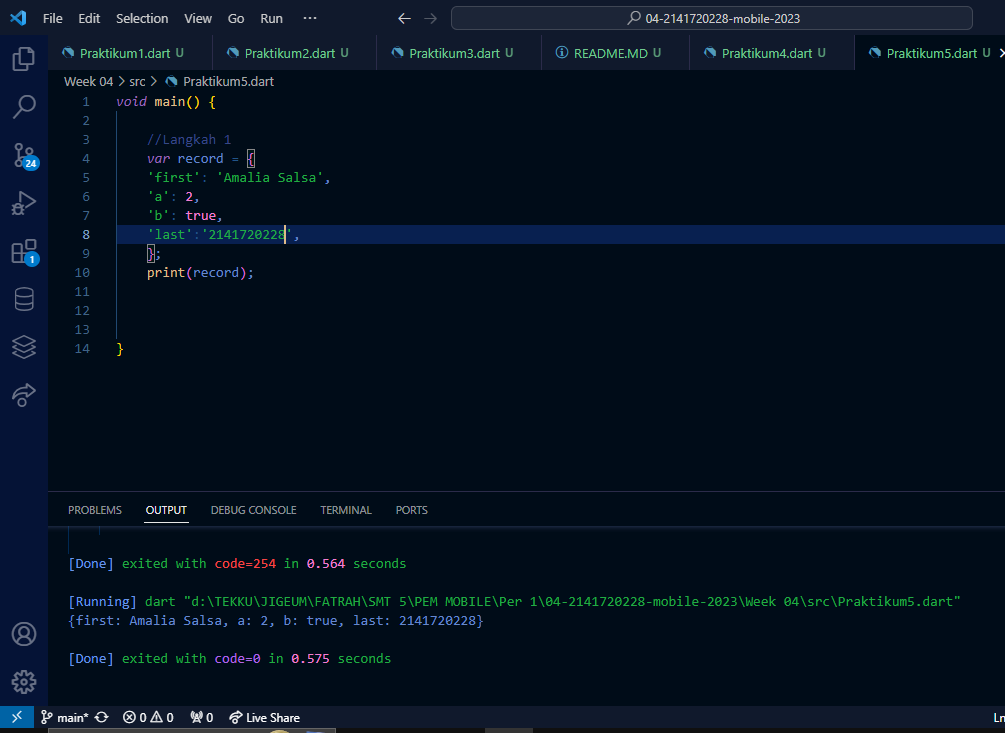 File Edit Selection View Go Run ··· 04-2141720228-mobile-2023
Praktikum1.dart U Praktikum2.dart U Praktikum3.dart U README.MD U Praktikum4.dart U Praktikum5.dart U
Week 04 > src > Praktikum5.dart
1 void main() {
2
3 //Langkah 1
4 var record = {
5 'first': 'Amalia Salsa',
6 'a': 2,
7 'b': true,
8 'last':'2141720228',
9 };
10 print(record);
11
12
13
14 }
24
1
PROBLEMS OUTPUT DEBUG CONSOLE TERMINAL PORTS
[Done] exited with code=254 in 0.564 seconds
[Running] dart "d:\TEKKU\JIGEUM\FATRAH\SMT 5\PEM MOBILE\Per 1\04-2141720228-mobile-2023\Week 04\src\Praktikum5.dart"
{first: Amalia Salsa, a: 2, b: true, last: 2141720228}
[Done] exited with code=0 in 0.575 seconds
main* 0 0 0 Live Share Ln